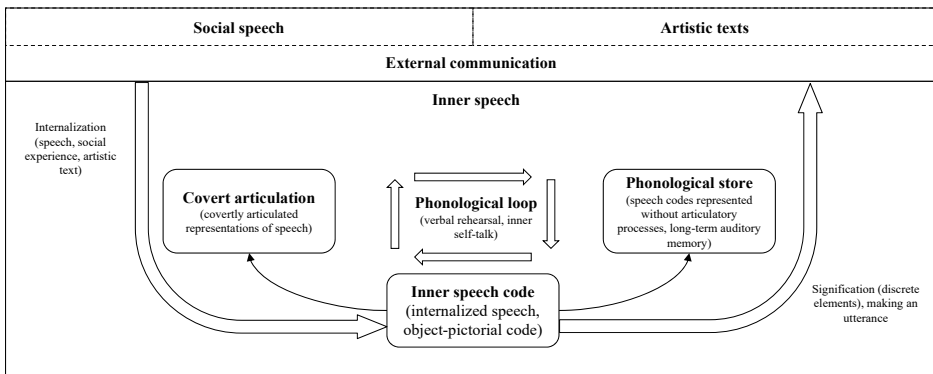 Social speech
Artistic texts
External communication
Inner speech
Internalization
(speech, social
experience, artistic
text)
Covert articulation
(covertly articulated
representations of speech)
Phonological loop
(verbal rehearsal, inner
self-talk)
Phonological store
(speech codes represented
without articulatory
processes, long-term auditory
memory)
Inner speech code
(internalized speech,
object-pictorial code)
Signification (discrete
elements), making an
utterance